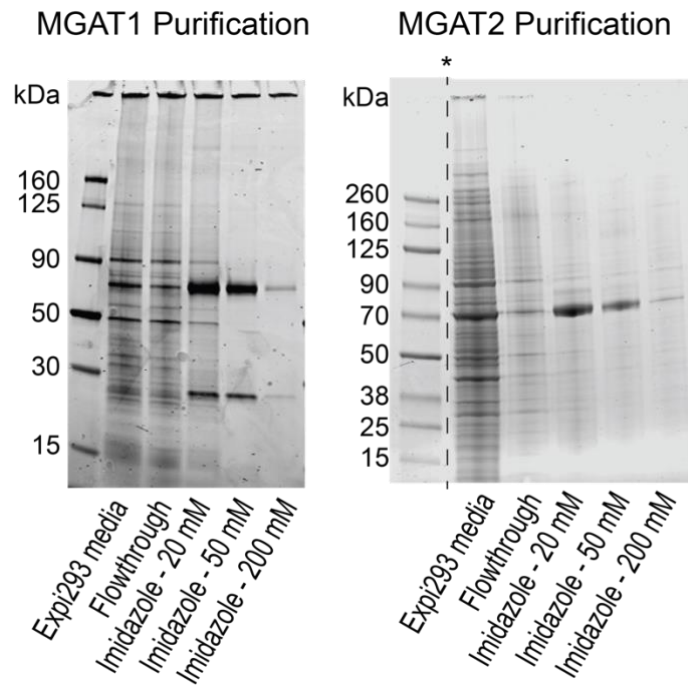 MGAT1 Purification
kDa
160
125
90
50
30
15
Expi293 media
Flowthrough
Imidazole - 20 mM
Imidazole - 50 mM
Imidazole - 200 mM
MGAT2 Purification
*
kDa
260
160
125
90
70
50
38
25
15
Expi293 media
Flowthrough
Imidazole - 20 mM
Imidazole - 50 mM
Imidazole - 200 mM